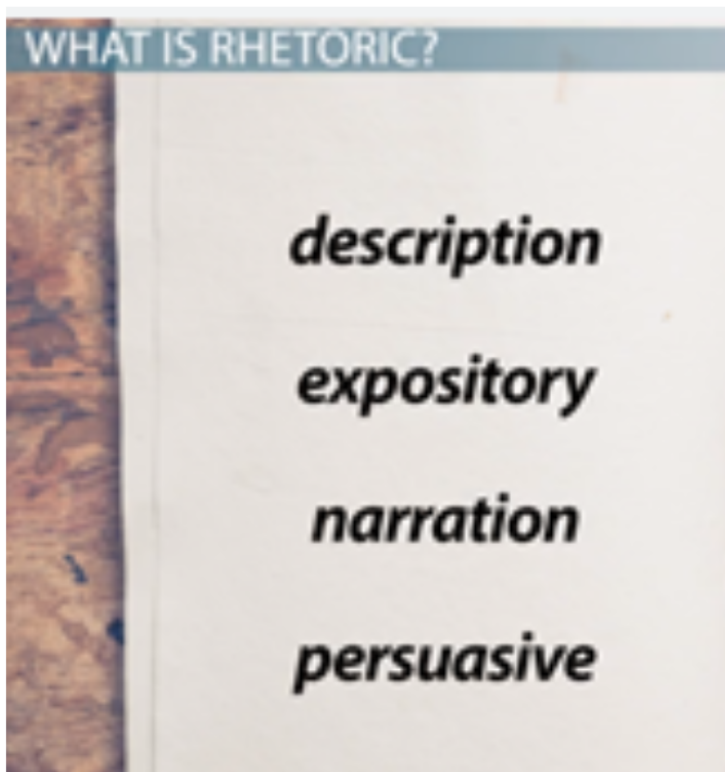 WHAT IS RHETORIC?
description
expository
narration
persuasive